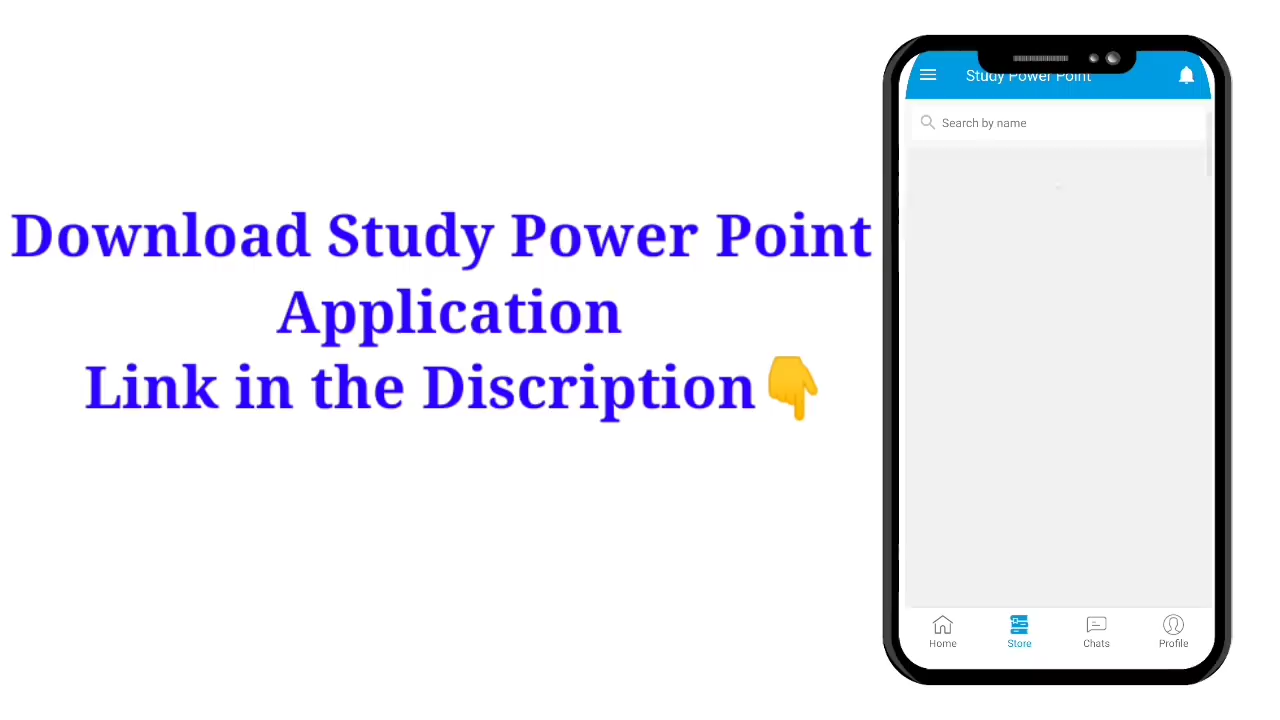 Download Study Power Point
Application
Link in the Discription👇
Study Power Point
Search by name
Home
Store
Chats
Profile